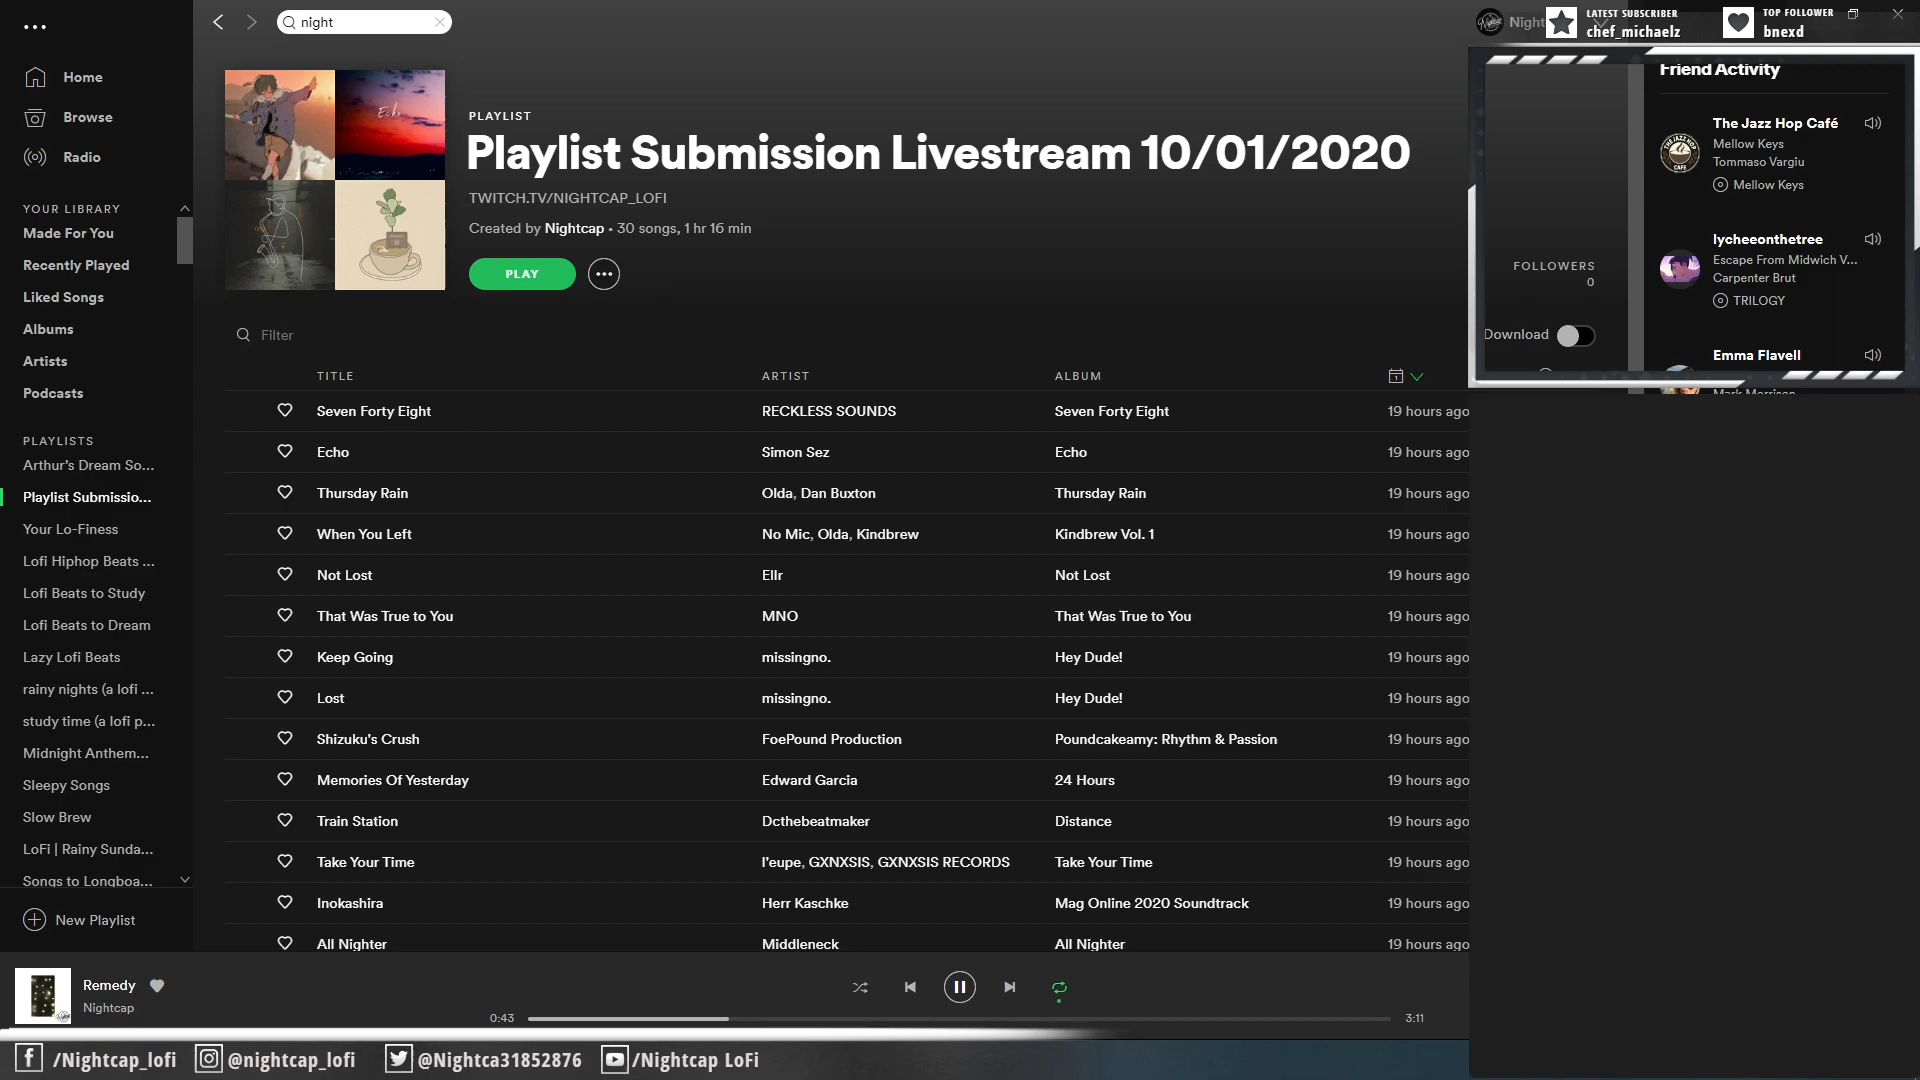 night
Night
LATEST SUBSCRIBER
chef_michaelz
TOP FOLLOWER
bnexd
Home
Browse
Radio
YOUR LIBRARY
Made For You
Recently Played
Liked Songs
Albums
Artists
Podcasts
PLAYLISTS
Arthur's Dream So...
Playlist Submissio...
Your Lo-Finess
Lofi Hiphop Beats ...
Lofi Beats to Study
Lofi Beats to Dream
Lazy Lofi Beats
rainy nights (a lofi ...
study time (a lofi p...
Midnight Anthem...
Sleepy Songs
Slow Brew
LoFi | Rainy Sunda...
Songs to Longboa...
New Playlist
Echo
PLAYLIST
Playlist Submission Livestream 10/01/2020
TWITCH.TV/NIGHTCAP_LOFI
Created by Nightcap • 30 songs, 1 hr 16 min
PLAY
FOLLOWERS
0
Download
Filter
TITLE ARTIST ALBUM
Seven Forty Eight RECKLESS SOUNDS Seven Forty Eight 19 hours ago
Echo Simon Sez Echo 19 hours ago
Thursday Rain Olda, Dan Buxton Thursday Rain 19 hours ago
When You Left No Mic, Olda, Kindbrew Kindbrew Vol. 1 19 hours ago
Not Lost Ellr Not Lost 19 hours ago
That Was True to You MNO That Was True to You 19 hours ago
Keep Going missingno. Hey Dude! 19 hours ago
Lost missingno. Hey Dude! 19 hours ago
Shizuku's Crush FoePound Production Poundcakeamy: Rhythm & Passion 19 hours ago
Memories Of Yesterday Edward Garcia 24 Hours 19 hours ago
Train Station Dcthebeatmaker Distance 19 hours ago
Take Your Time l'eupe, GXNXSIS, GXNXSIS RECORDS Take Your Time 19 hours ago
Inokashira Herr Kaschke Mag Online 2020 Soundtrack 19 hours ago
All Nighter Middleneck All Nighter 19 hours ago
Friend Activity
The Jazz Hop Café
Mellow Keys
Tommaso Vargiu
Mellow Keys
lycheeonthetree
Escape From Midwich V...
Carpenter Brut
TRILOGY
Emma Flavell
Mark Morrison
Remedy
Nightcap
0:43
3:11
/Nightcap_lofi @nightcap_lofi @Nightca31852876 /Nightcap LoFi